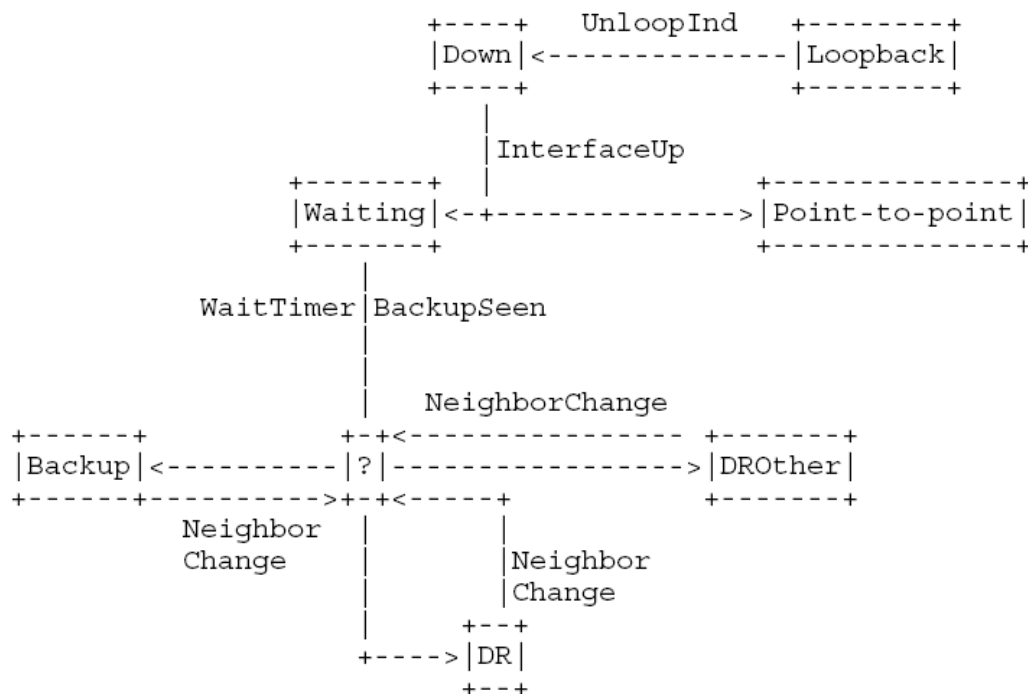 UnloopInd
Down
Loopback
InterfaceUp
Waiting
Point-to-point
WaitTimer
BackupSeen
NeighborChange
Backup
?
DROther
Neighbor
Change
Neighbor
Change
DR